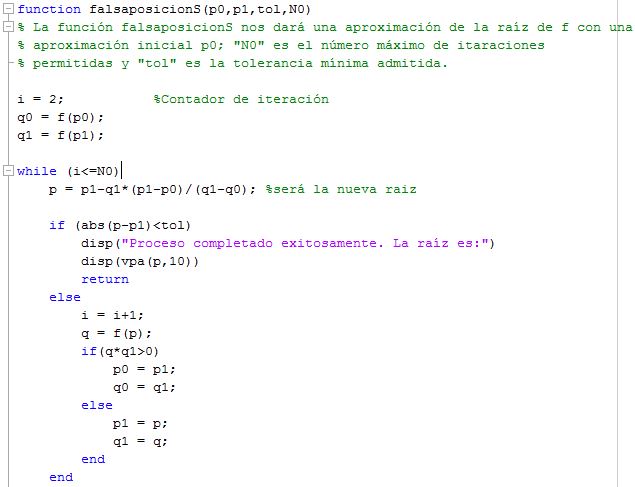 function falsaposicionS(p0,p1,tol,N0)
% La función falsaposicionS nos dará una aproximación de la raíz de f con una
% aproximación inicial p0; "N0" es el número máximo de itaraciones
% permitidas y "tol" es la tolerancia mínima admitida.
i = 2;           %Contador de iteración
q0 = f(p0);
q1 = f(p1);
while (i<=N0)
    p = p1-q1*(p1-p0)/(q1-q0); %será la nueva raiz
    if (abs(p-p1)<tol)
        disp("Proceso completado exitosamente. La raíz es:")
        disp(vpa(p,10))
        return
    else
        i = i+1;
        q = f(p);
        if(q*q1>0)
            p0 = p1;
            q0 = q1;
        else
            p1 = p;
            q1 = q;
        end
    end